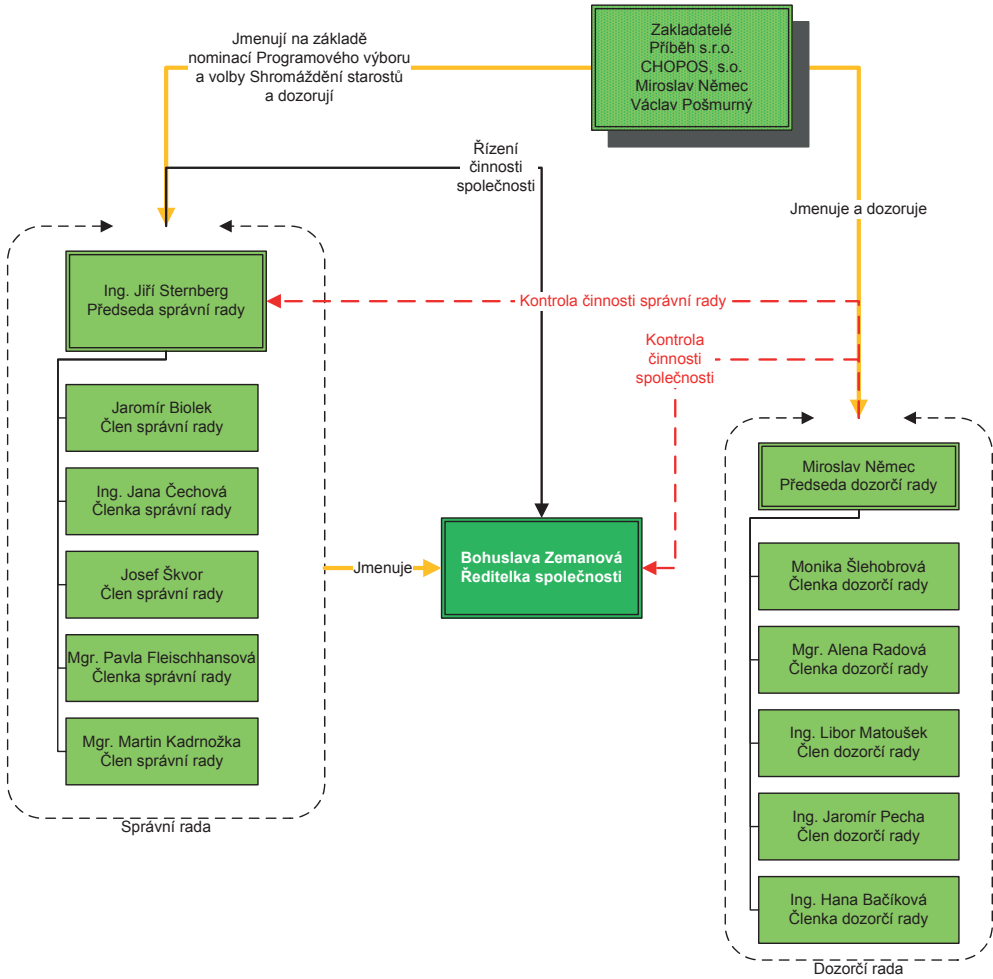 Zakladatelé
Příběh s.r.o.
CHOPOS, s.o.
Miroslav Němec
Václav Pošmurný
Jmenují na základě
nominací Programového výboru
a volby Shromáždění starostů
a dozorují
Řízení
činnosti
společnosti
Jmenuje a dozoruje
Ing. Jiří Sternberg
Předseda správní rady
Kontrola činnosti správní rady
Kontrola
činnosti
společnosti
Jaromír Biolek
Člen správní rady
Ing. Jana Čechová
Členka správní rady
Josef Škvor
Člen správní rady
Mgr. Pavla Fleischhansová
Členka správní rady
Mgr. Martin Kadrnožka
Člen správní rady
Správní rada
Jmenuje
Bohuslava Zemanová
Ředitelka společnosti
Miroslav Němec
Předseda dozorčí rady
Monika Šlehobrová
Členka dozorčí rady
Mgr. Alena Radová
Členka dozorčí rady
Ing. Libor Matoušek
Člen dozorčí rady
Ing. Jaromír Pecha
Člen dozorčí rady
Ing. Hana Bačíková
Členka dozorčí rady
Dozorčí rada